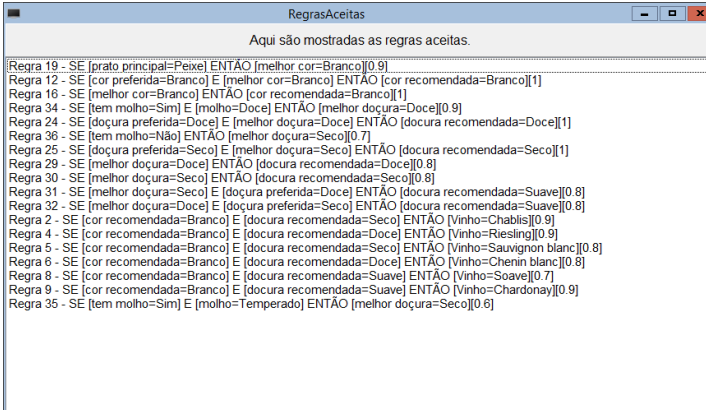 RegrasAceitas
Aqui são mostradas as regras aceitas.
Regra 19 - SE [prato principal=Peixe] ENTÃO [melhor cor=Branco][0.9]
Regra 12 - SE [cor preferida=Branco] E [melhor cor=Branco] ENTÃO [cor recomendada=Branco][1]
Regra 16 - SE [melhor cor=Branco] ENTÃO [cor recomendada=Branco][1]
Regra 34 - SE [tem molho=Sim] E [molho=Doce] ENTÃO [melhor doçura=Doce][0.9]
Regra 24 - SE [doçura preferida=Doce] E [melhor doçura=Doce] ENTÃO [docura recomendada=Doce][1]
Regra 36 - SE [tem molho=Não] ENTÃO [melhor doçura=Seco][0.7]
Regra 25 - SE [doçura preferida=Seco] E [melhor doçura=Seco] ENTÃO [docura recomendada=Seco][1]
Regra 29 - SE [melhor doçura=Doce] ENTÃO [docura recomendada=Doce][0.8]
Regra 30 - SE [melhor doçura=Seco] ENTÃO [docura recomendada=Seco][0.8]
Regra 31 - SE [melhor doçura=Seco] E [doçura preferida=Doce] ENTÃO [docura recomendada=Suave][0.8]
Regra 32 - SE [melhor doçura=Doce] E [doçura preferida=Seco] ENTÃO [docura recomendada=Suave][0.8]
Regra 2 - SE [cor recomendada=Branco] E [docura recomendada=Seco] ENTÃO [Vinho=Chablis][0.9]
Regra 4 - SE [cor recomendada=Branco] E [docura recomendada=Doce] ENTÃO [Vinho=Riesling][0.9]
Regra 5 - SE [cor recomendada=Branco] E [docura recomendada=Seco] ENTÃO [Vinho=Sauvignon blanc][0.8]
Regra 6 - SE [cor recomendada=Branco] E [docura recomendada=Doce] ENTÃO [Vinho=Chenin blanc][0.8]
Regra 8 - SE [cor recomendada=Branco] E [docura recomendada=Suave] ENTÃO [Vinho=Soave][0.7]
Regra 9 - SE [cor recomendada=Branco] E [docura recomendada=Suave] ENTÃO [Vinho=Chardonay][0.9]
Regra 35 - SE [tem molho=Sim] E [molho=Temperado] ENTÃO [melhor doçura=Seco][0.6]